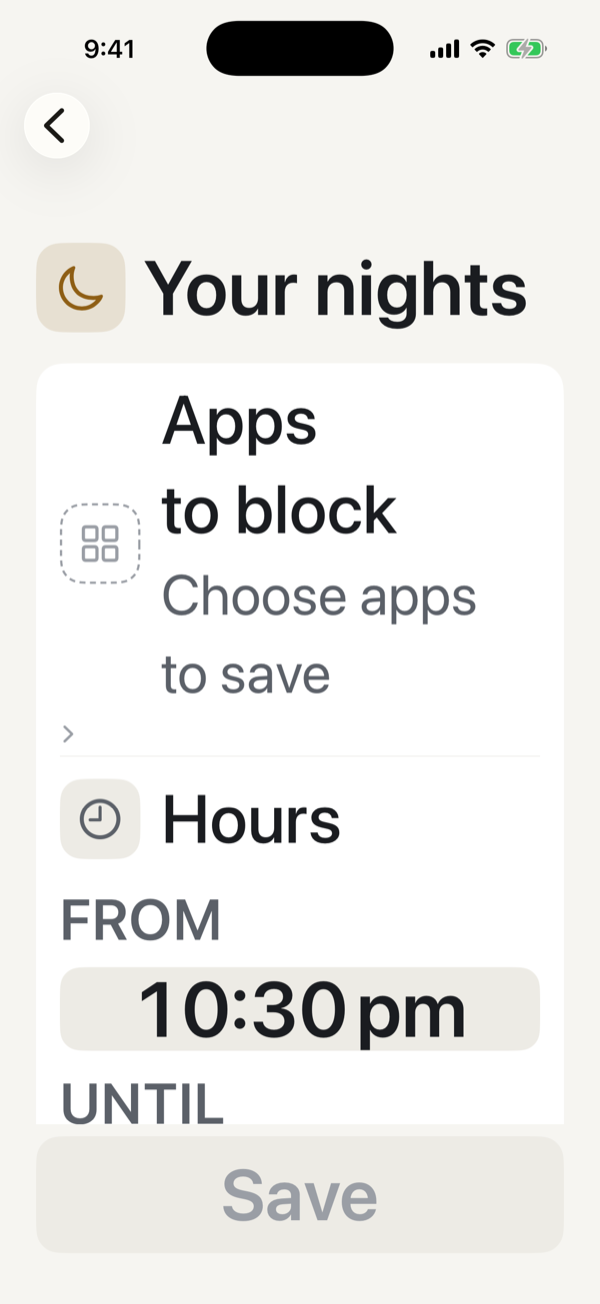 9:41
Your nights
Apps
to block
Choose apps
to save
Hours
FROM
10:30 pm
UNTIL
Save